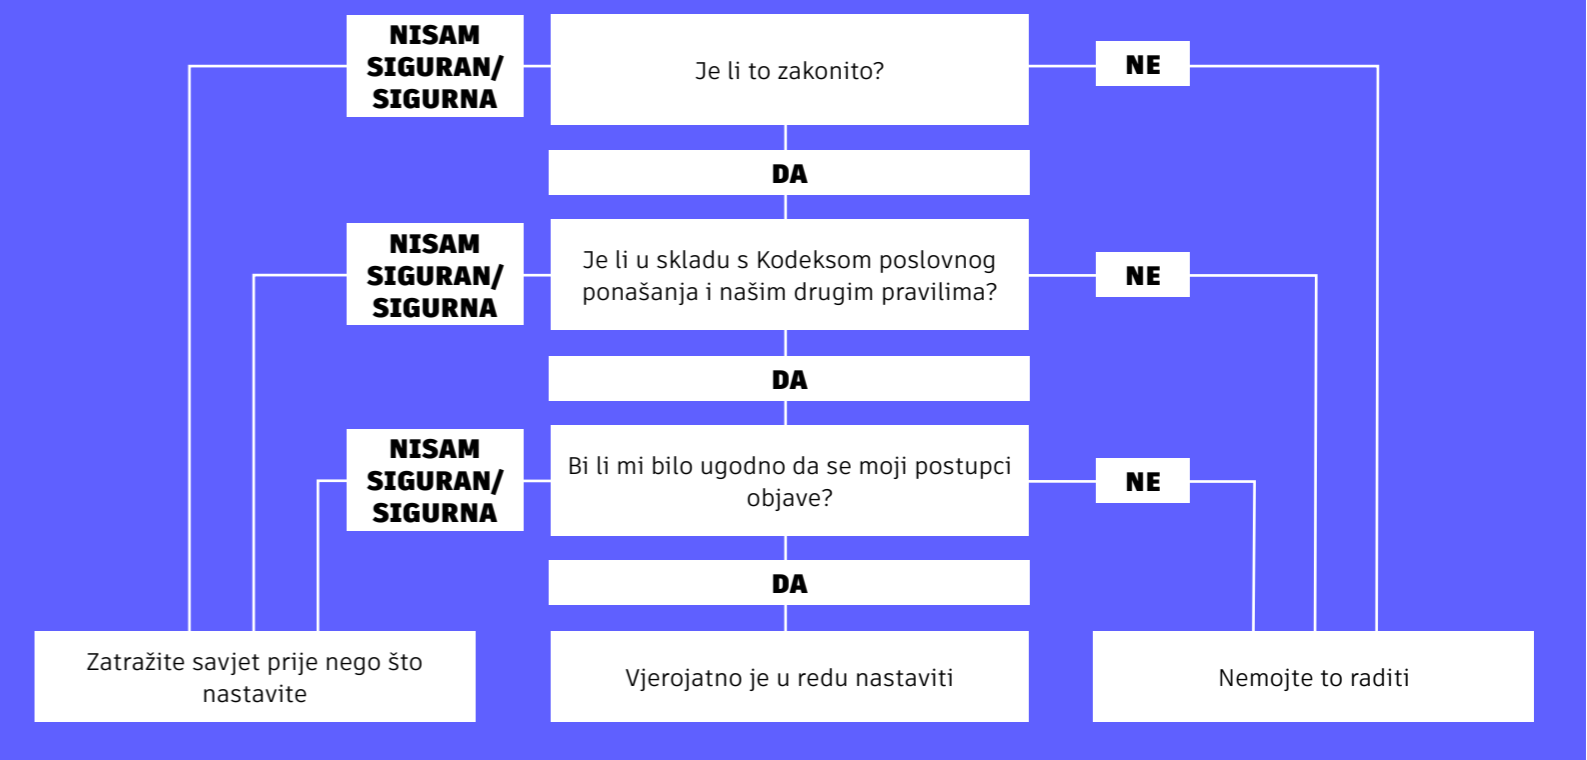 NISAM
SIGURAN/
SIGURNA
Je li to zakonito?
NE
DA
NISAM
SIGURAN/
SIGURNA
Je li u skladu s Kodeksom poslovnog
ponašanja i našim drugim pravilima?
NE
DA
NISAM
SIGURAN/
SIGURNA
Bi li mi bilo ugodno da se moji postupci
objave?
NE
DA
Zatražite savjet prije nego što
nastavite
Vjerojatno je u redu nastaviti
Nemojte to raditi